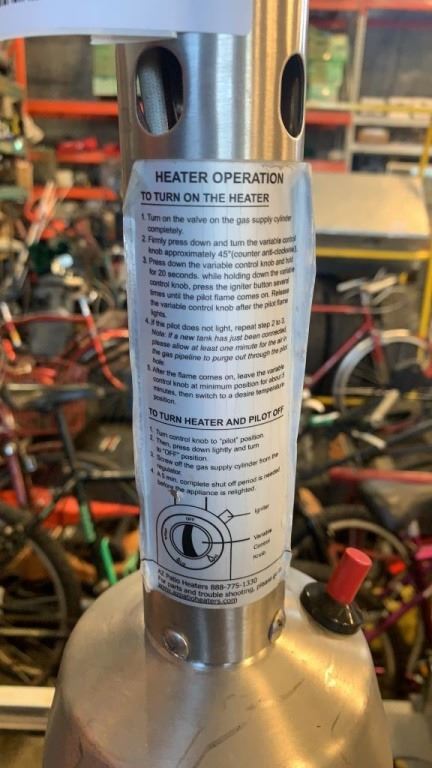 HEATER OPERATION
TO TURN ON THE HEATER
1. Turn on the valve on the gas supply cylinder
completely.
2. Firmly press down and turn the variable control
knob approximately 45°(counter anti-clockwise).
3. Press down the variable control knob and hold
for 20 seconds. while holding down the variable
control knob, press the igniter button several
times until the pilot flame comes on. Release
the variable control knob after the pilot flame
lights.
4. If the pilot does not light, repeat step 2 to 3.
Note: If a new tank has just been connected,
please allow at least one minute for the air in
the gas pipeline to purge out through the pilot
hole.
5. After the flame comes on, leave the variable
control knob at minimum position for about 5
minutes, then switch to a desire temperature
position.
TO TURN HEATER AND PILOT OFF
1. Turn control knob to "pilot" position.
2. Then, press down lightly and turn
to "OFF" position.
3. Screw off the gas supply cylinder from the
regulator.
4. A 5 min. complete shut off period is needed
before the appliance is relighted.
Igniter
OFF
Variable
Control
Knob
AZ Patio Heaters 888-775-1330
For parts and trouble shooting, please go to
www.azpatioheaters.com